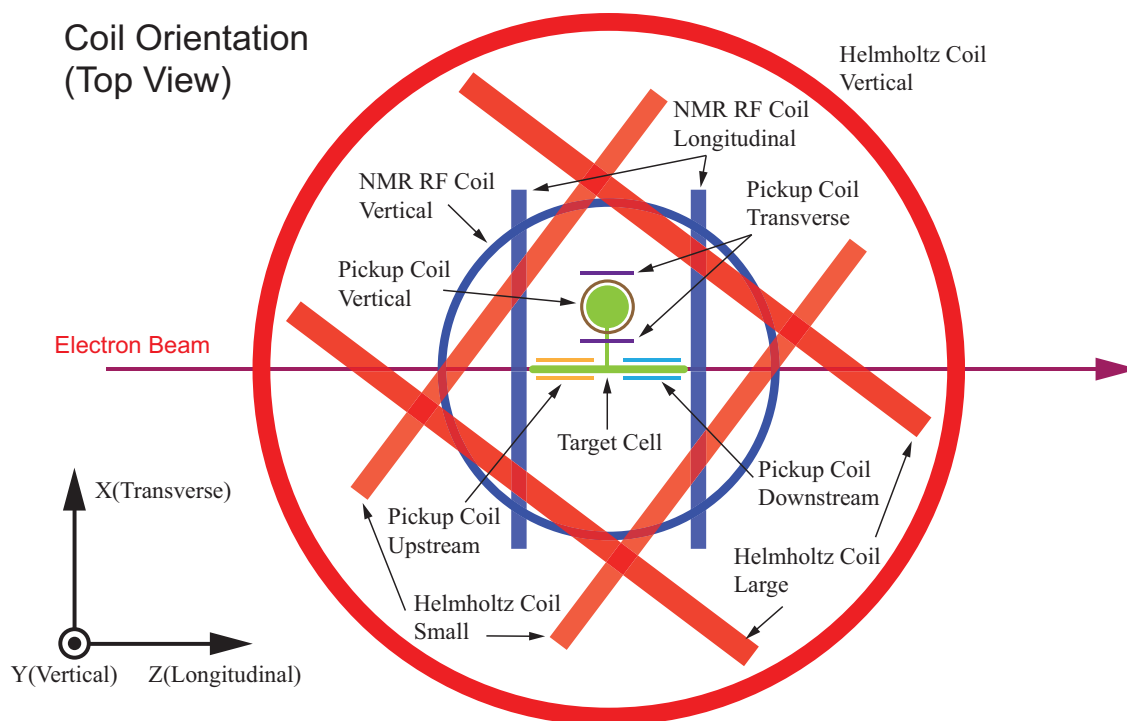 Coil Orientation
(Top View)
Helmholtz Coil
Vertical
NMR RF Coil
Longitudinal
NMR RF Coil
Vertical
Pickup Coil
Transverse
Pickup Coil
Vertical
Electron Beam
Target Cell
Pickup Coil
Downstream
X(Transverse)
Pickup Coil
Upstream
Helmholtz Coil
Large
Helmholtz Coil
Small
Y(Vertical)
Z(Longitudinal)